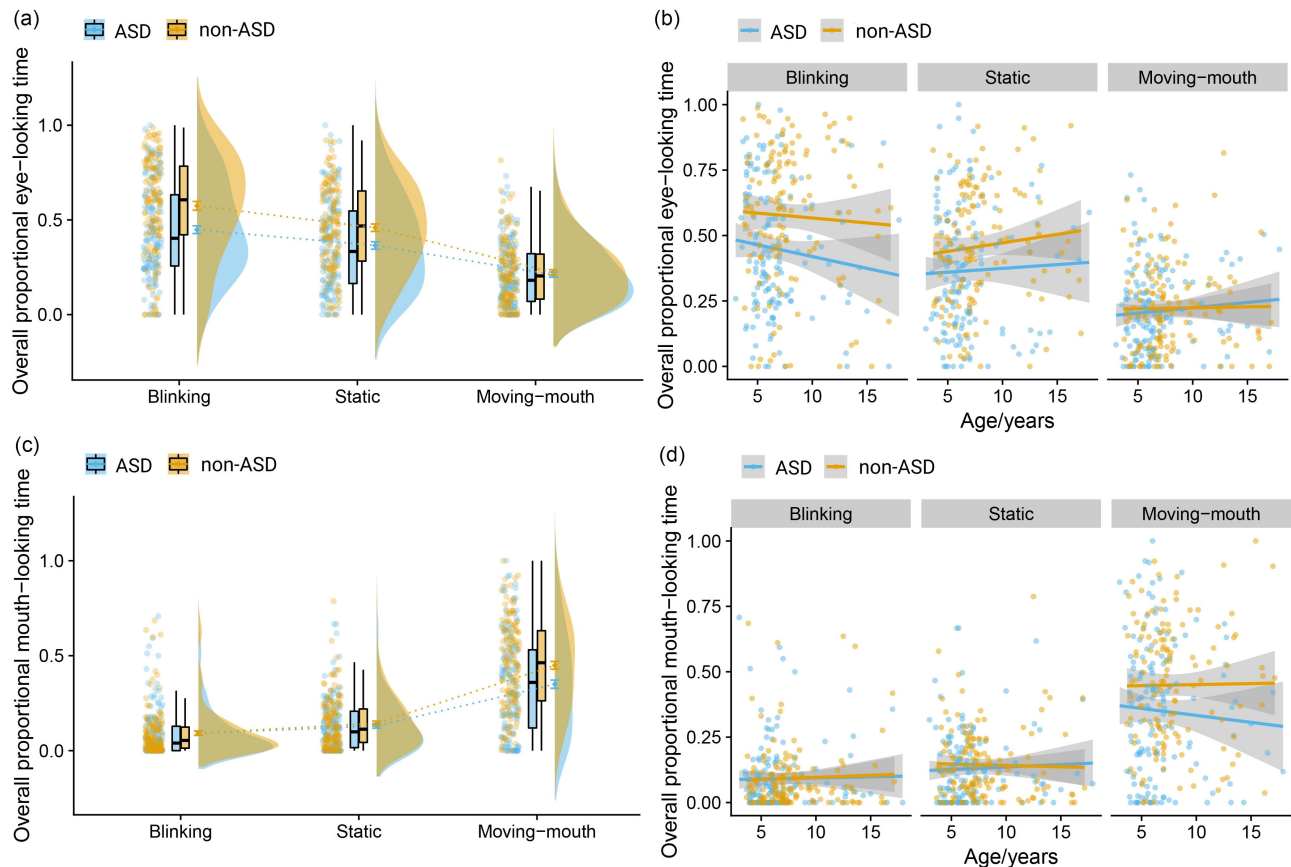 (a)
ASD
non-ASD
Overall proportional eye-looking time
1.0
0.5
0.0
Blinking
Static
Moving-mouth
(b)
ASD
non-ASD
Overall proportional eye-looking time
Blinking
Static
Moving-mouth
1.00
0.75
0.50
0.25
0.00
5 10 15 5 10 15 5 10 15
Age/years
(c)
ASD
non-ASD
Overall proportional mouth-looking time
1.0
0.5
0.0
Blinking
Static
Moving-mouth
(d)
ASD
non-ASD
Overall proportional mouth-looking time
Blinking
Static
Moving-mouth
1.00
0.75
0.50
0.25
0.00
5 10 15 5 10 15 5 10 15
Age/years